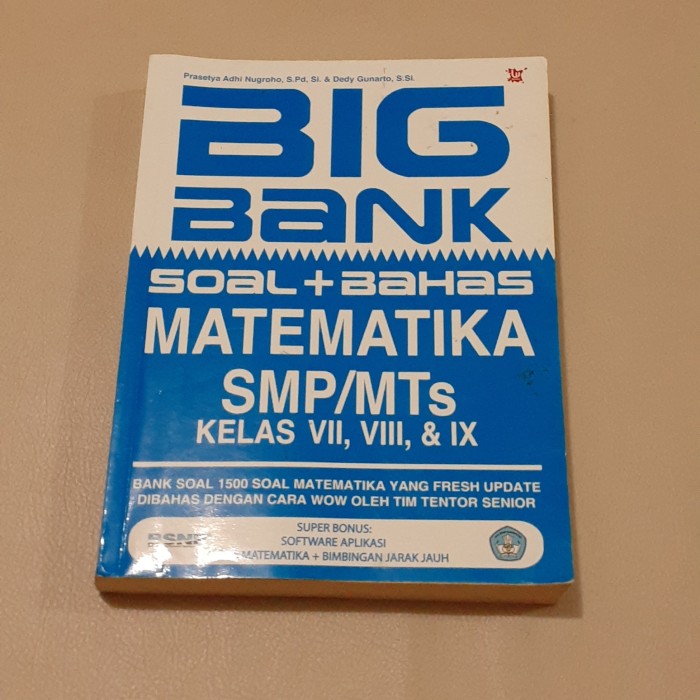 Prasetya Adhi Nugroho, S.Pd, Si. & Dedy Gunarto, S.Si.
BIG
BaNK
SOaL+BaHas
MATEMATIKA
SMP/MTs
KELAS VII, VIII, & IX
BANK SOAL 1500 SOAL MATEMATIKA YANG FRESH UPDATE
DIBAHAS DENGAN CARA WOW OLEH TIM TENTOR SENIOR
BSNP
SUPER BONUS:
SOFTWARE APLIKASI
MATEMATIKA + BIMBINGAN JARAK JAUH